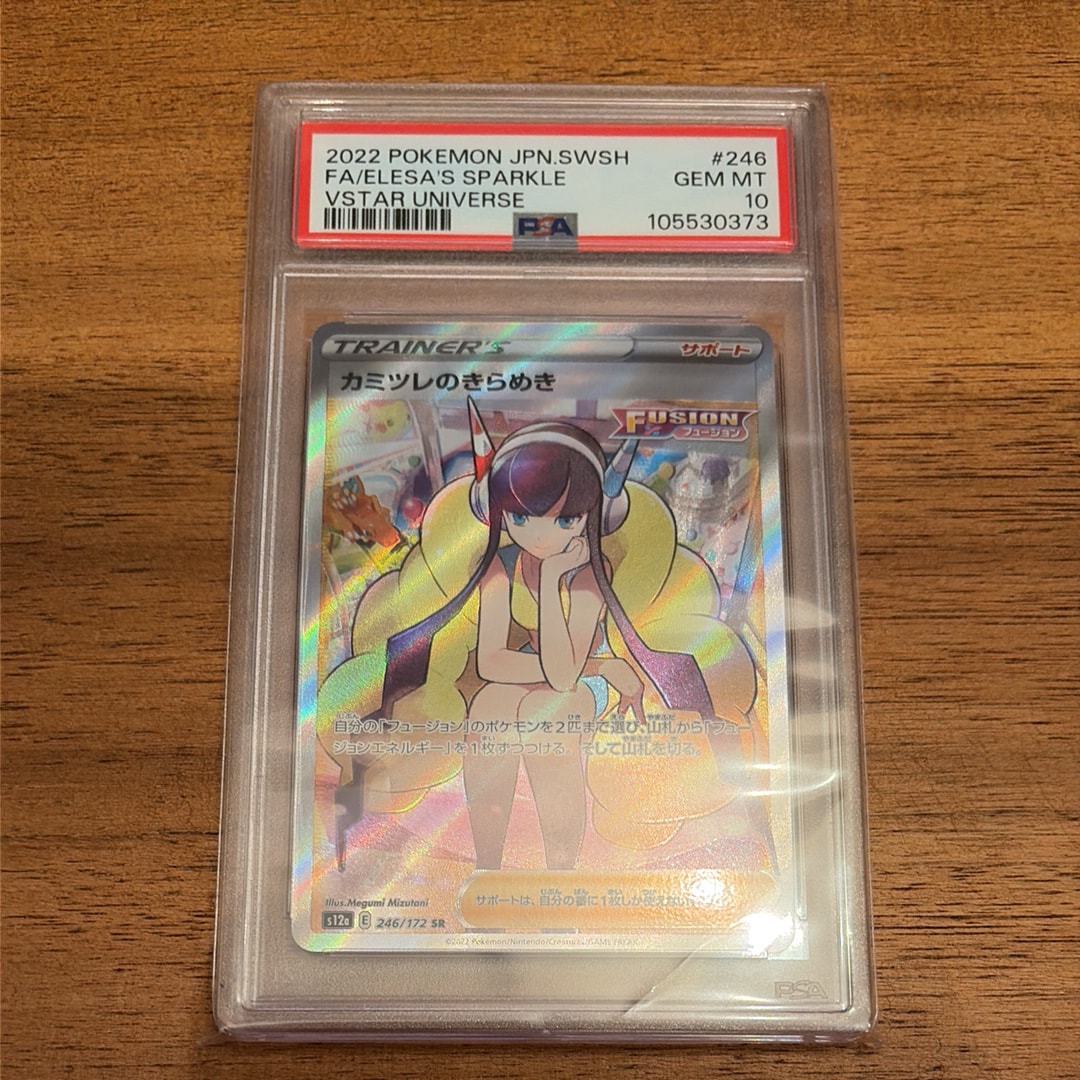 2022 POKEMON JPN.SWSH #246
FA/ELESA'S SPARKLE GEM MT
VSTAR UNIVERSE 10
PSA 105530373
TRAINER'S サポート
カミツレのきらめき
FUSION
フュージョン
自分の「フュージョン」のポケモンを2匹まで選び、山札から「フュー
ジョンエネルギー」を1枚ずつつける。そして山札を切る。
サポートは、自分の番に1枚しか使えない
Illus.Megumi Mizutani
s12a E 246/172 SR
©2022 Pokémon/Nintendo/Creatures/GAME FREAK
PSA